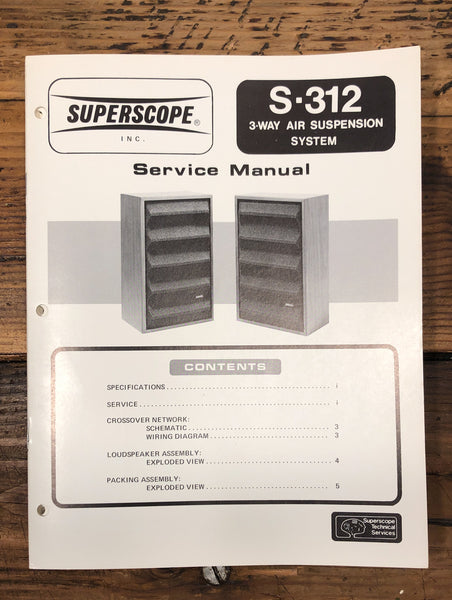 SUPERSCOPE®
INC.
S-312
3-WAY AIR SUSPENSION
SYSTEM
Service Manual
CONTENTS
SPECIFICATIONS . . . . . . . . . . . . . . . . . . . . . . . . . . . . . . . . . . i
SERVICE . . . . . . . . . . . . . . . . . . . . . . . . . . . . . . . . . . . . . . . . i
CROSSOVER NETWORK:
SCHEMATIC . . . . . . . . . . . . . . . . . . . . . . . . . . . . . . 3
WIRING DIAGRAM . . . . . . . . . . . . . . . . . . . . . . . . 3
LOUDSPEAKER ASSEMBLY:
EXPLODED VIEW . . . . . . . . . . . . . . . . . . . . . . . . . 4
PACKING ASSEMBLY:
EXPLODED VIEW . . . . . . . . . . . . . . . . . . . . . . . . . 5
Superscope
Technical
Services